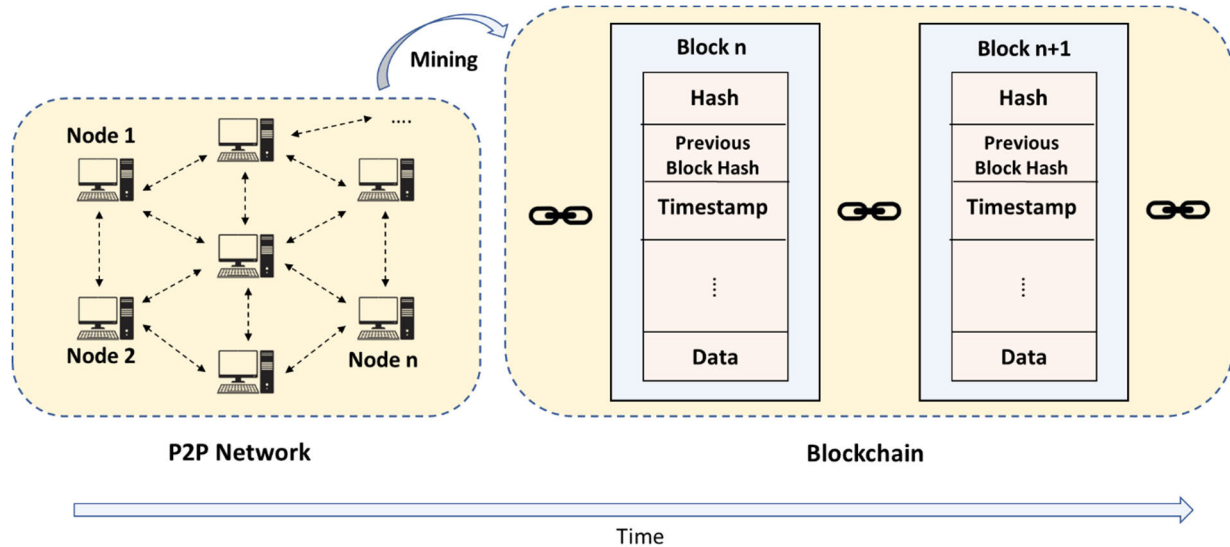 Mining
Node 1
....
Node 2
Node n
P2P Network
Block n
Hash
Previous
Block Hash
Timestamp
....
Data
Block n+1
Hash
Previous
Block Hash
Timestamp
....
Data
Blockchain
Time